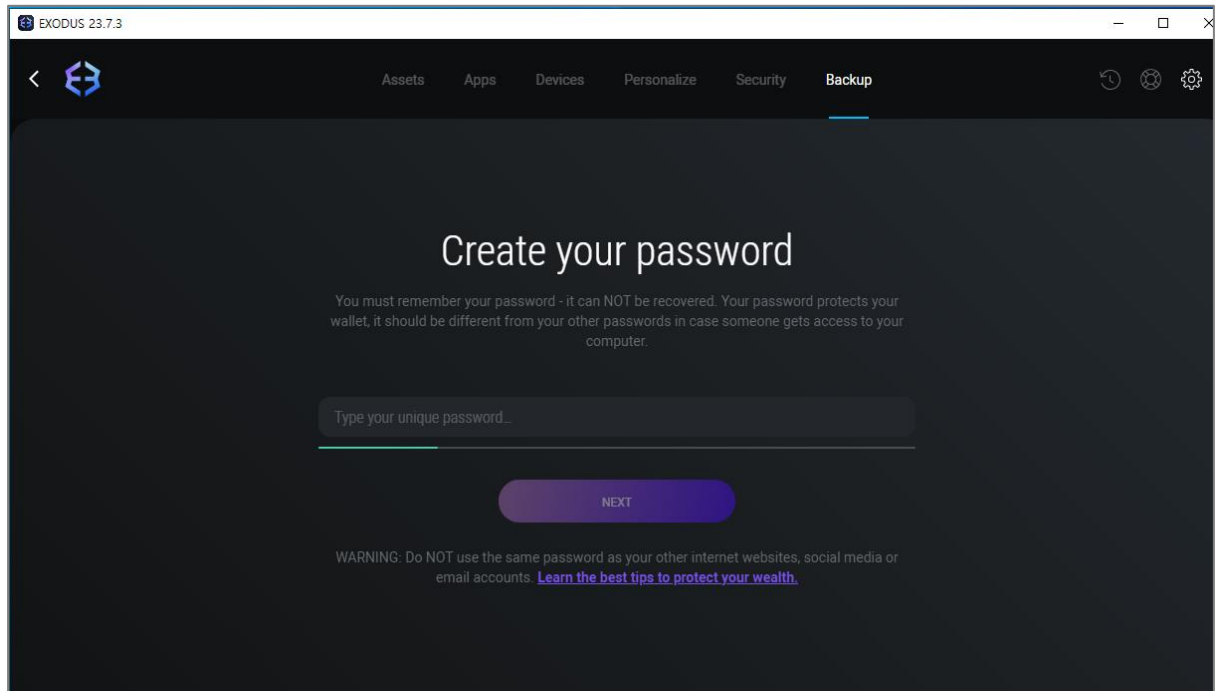 EXODUS 23.7.3
Assets Apps Devices Personalize Security Backup
Create your password
You must remember your password - it can NOT be recovered. Your password protects your
wallet, it should be different from your other passwords in case someone gets access to your
computer.
Type your unique password...
NEXT
WARNING: Do NOT use the same password as your other internet websites, social media or
email accounts. Learn the best tips to protect your wealth.